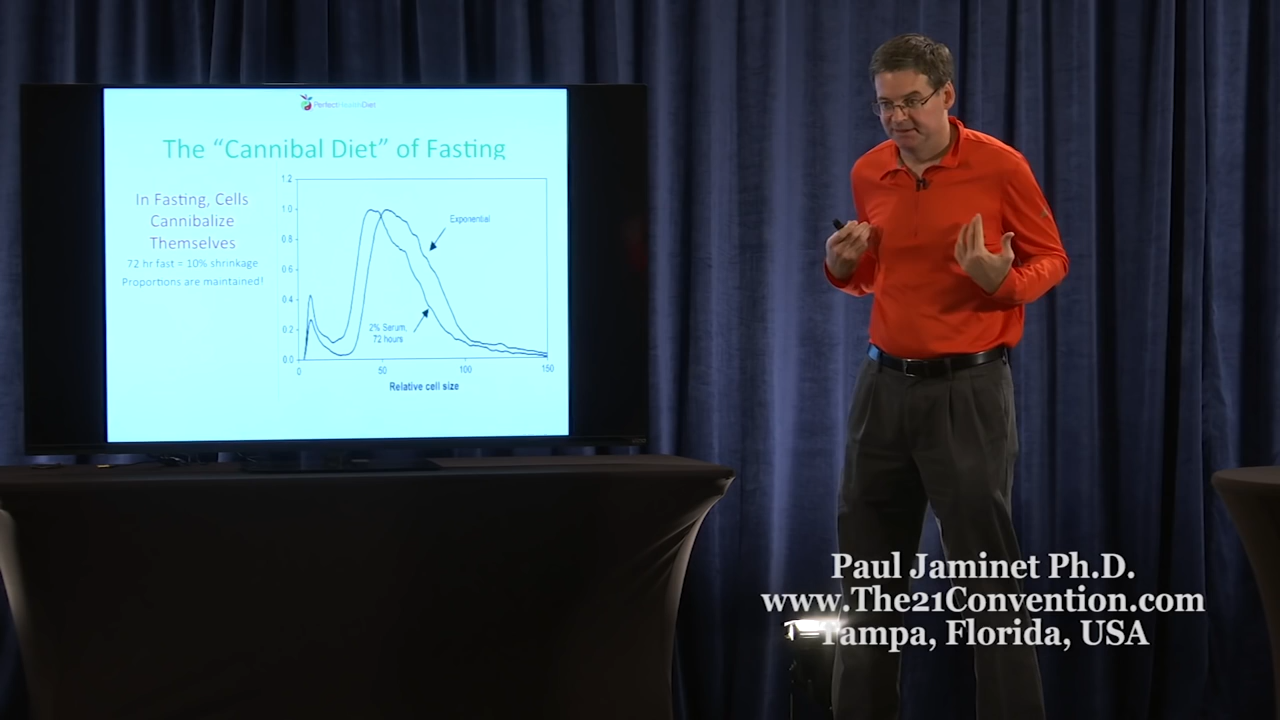 PerfectHealthDiet
The “Cannibal Diet” of Fasting
In Fasting, Cells
Cannibalize
Themselves
72 hr fast = 10% shrinkage
Proportions are maintained!
1.2
1.0
0.8
0.6
0.4
0.2
0.0
Exponential
2% Serum,
72 hours
0
50
100
150
Relative cell size
Paul Jaminet Ph.D.
www.The21Convention.com
Tampa, Florida, USA